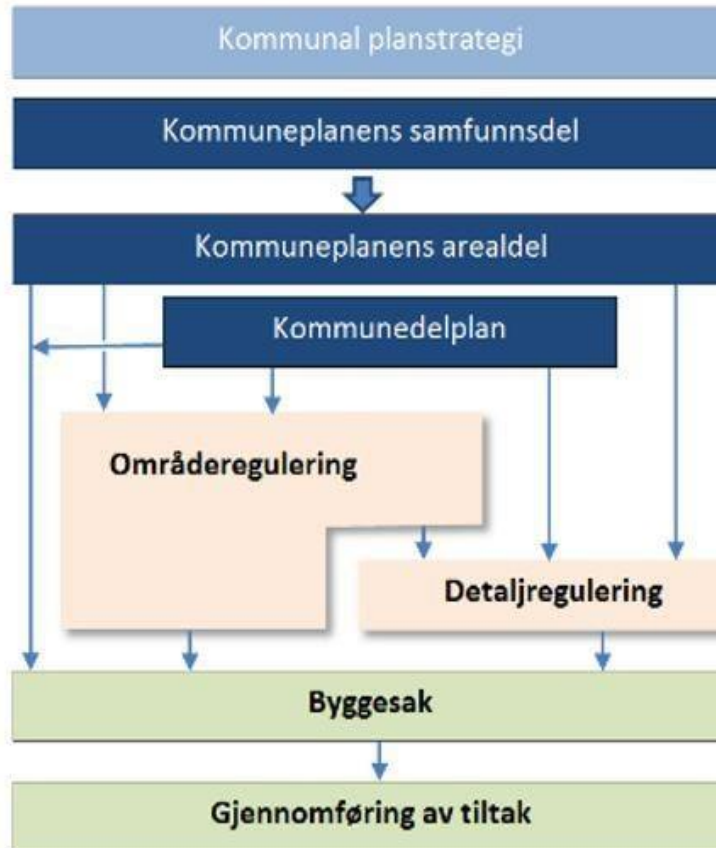 Kommunal planstrategi
Kommuneplanens samfunnsdel
Kommuneplanens arealdel
Kommunedelplan
Områderegulering
Detaljregulering
Byggesak
Gjennomføring av tiltak